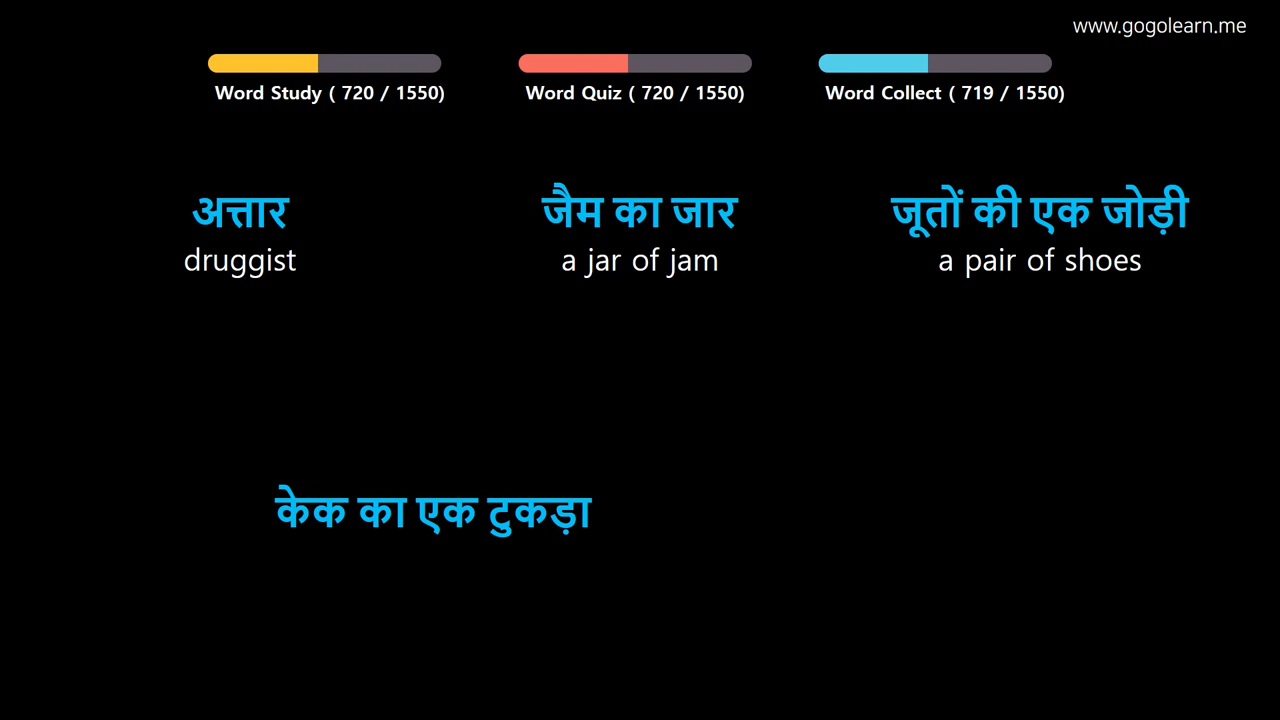 www.gogolearn.me
Word Study ( 720 / 1550)
Word Quiz ( 720 / 1550)
Word Collect ( 719 / 1550)
अत्तार
druggist
जैम का जार
a jar of jam
जूतों की एक जोड़ी
a pair of shoes
केक का एक टुकड़ा